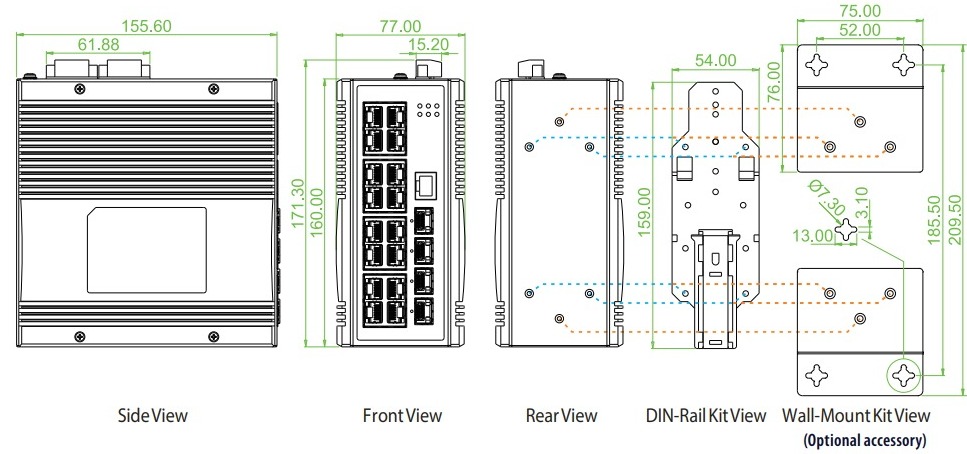 155.60
61.88
77.00
15.20
171.30
160.00
54.00
159.00
75.00
52.00
76.00
Ø7.30
3.10
13.00
185.50
209.50
Side View
Front View
Rear View
DIN-Rail Kit View
Wall-Mount Kit View
(Optional accessory)